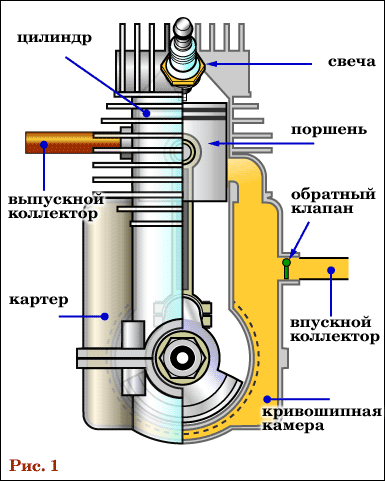 цилиндр
свеча
поршень
выпускной
коллектор
обратный
клапан
картер
впускной
коллектор
кривошипная
камера
Рис. 1